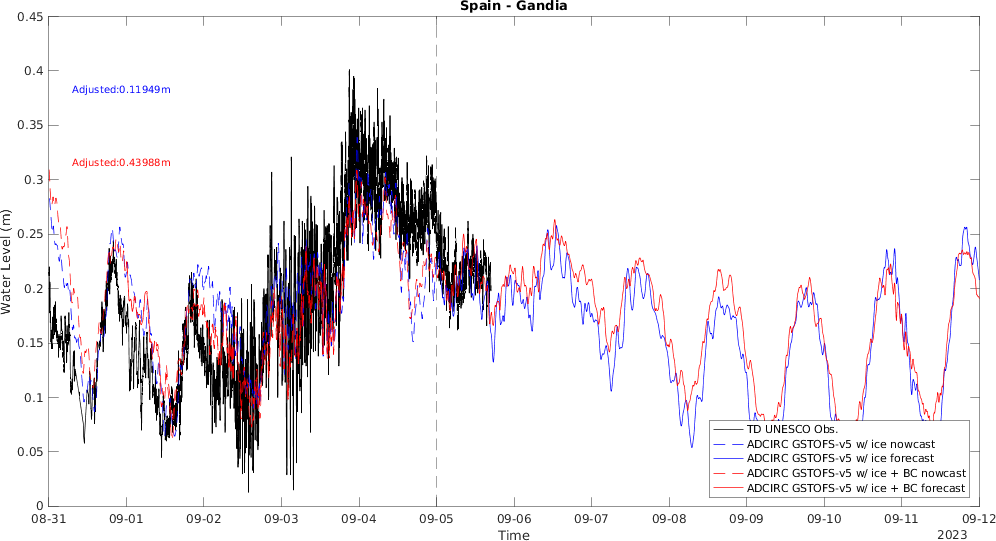 Spain - Gandia
0.45
0.4
0.35
0.3
0.25
0.2
0.15
0.1
0.05
0
Water Level (m)
Adjusted:0.11949m
Adjusted:0.43988m
TD UNESCO Obs.
ADCIRC GSTOFS-v5 w/ ice nowcast
ADCIRC GSTOFS-v5 w/ ice forecast
ADCIRC GSTOFS-v5 w/ ice + BC nowcast
ADCIRC GSTOFS-v5 w/ ice + BC forecast
08-31 09-01 09-02 09-03 09-04 09-05 09-06 09-07 09-08 09-09 09-10 09-11 09-12
Time
2023